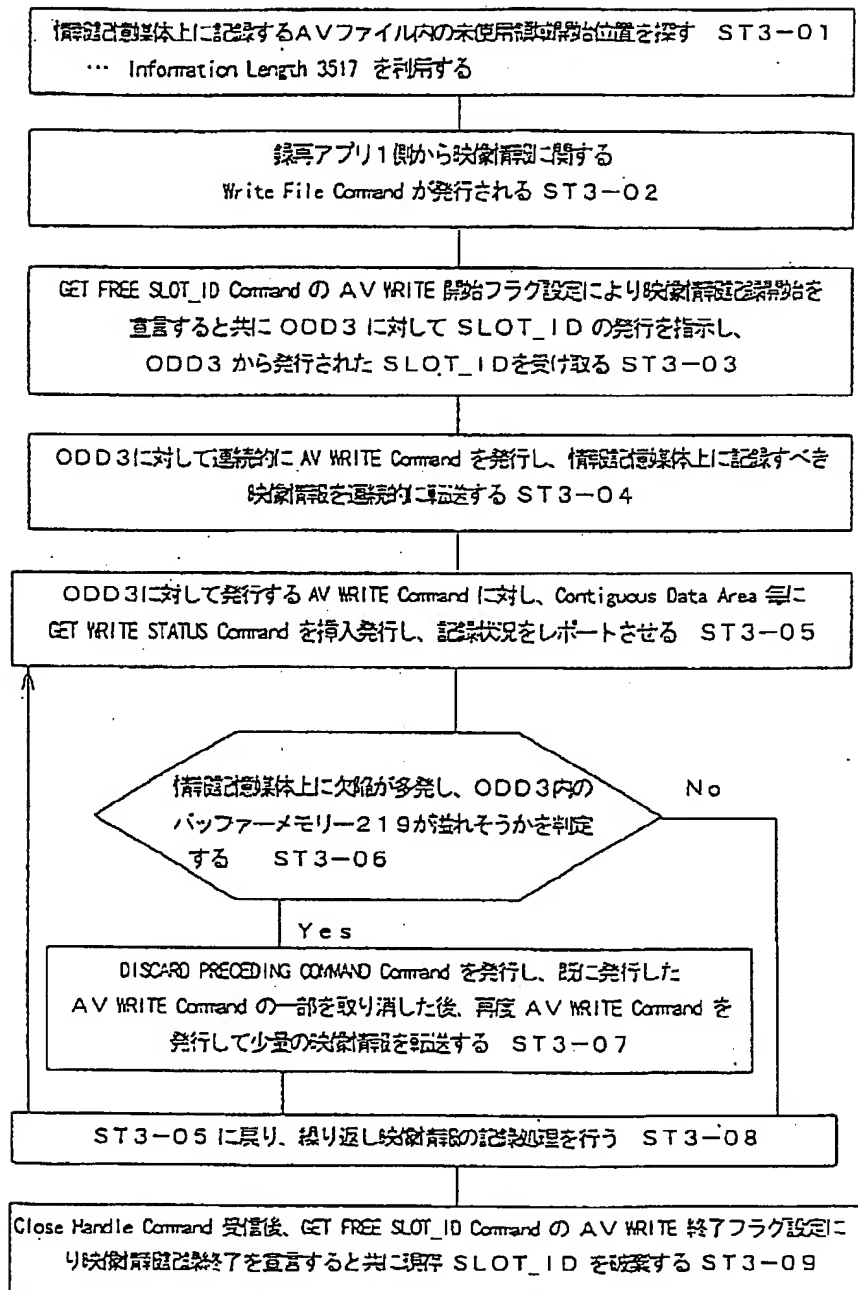 情報記憶媒体上に記録するAVファイル内の未使用領域開始位置を探す ST3-01
… Information Length 3517 を利用する
録再アプリ1側から映像情報に関する
Write File Command が発行される ST3-02
GET FREE SLOT_ID Command の AV WRITE 開始フラグ設定により映像情報記録開始を
宣言すると共に ODD3 に対して SLOT_ID の発行を指示し、
ODD3 から発行された SLOT_IDを受け取る ST3-03
ODD3に対して連続的に AV WRITE Command を発行し、情報記憶媒体上に記録すべき
映像情報を連続的に転送する ST3-04
ODD3に対して発行する AV WRITE Command に対し、Contiguous Data Area 毎に
GET WRITE STATUS Command を挿入発行し、記録状況をレポートさせる ST3-05
情報記憶媒体上に欠陥が多発し、ODD3内の
バッファーメモリー219が溢れそうかを判定
する ST3-06
No
Yes
DISCARD PRECEDING COMMAND Command を発行し、既に発行した
AV WRITE Command の一部を取り消した後、再度 AV WRITE Command を
発行して少量の映像情報を転送する ST3-07
ST3-05 に戻り、繰り返し映像情報の記録処理を行う ST3-08
Close Handle Command 受信後、GET FREE SLOT_ID Command の AV WRITE 終了フラグ設定に
り映像情報記録終了を宣言すると共に現存 SLOT_ID を破棄する ST3-09